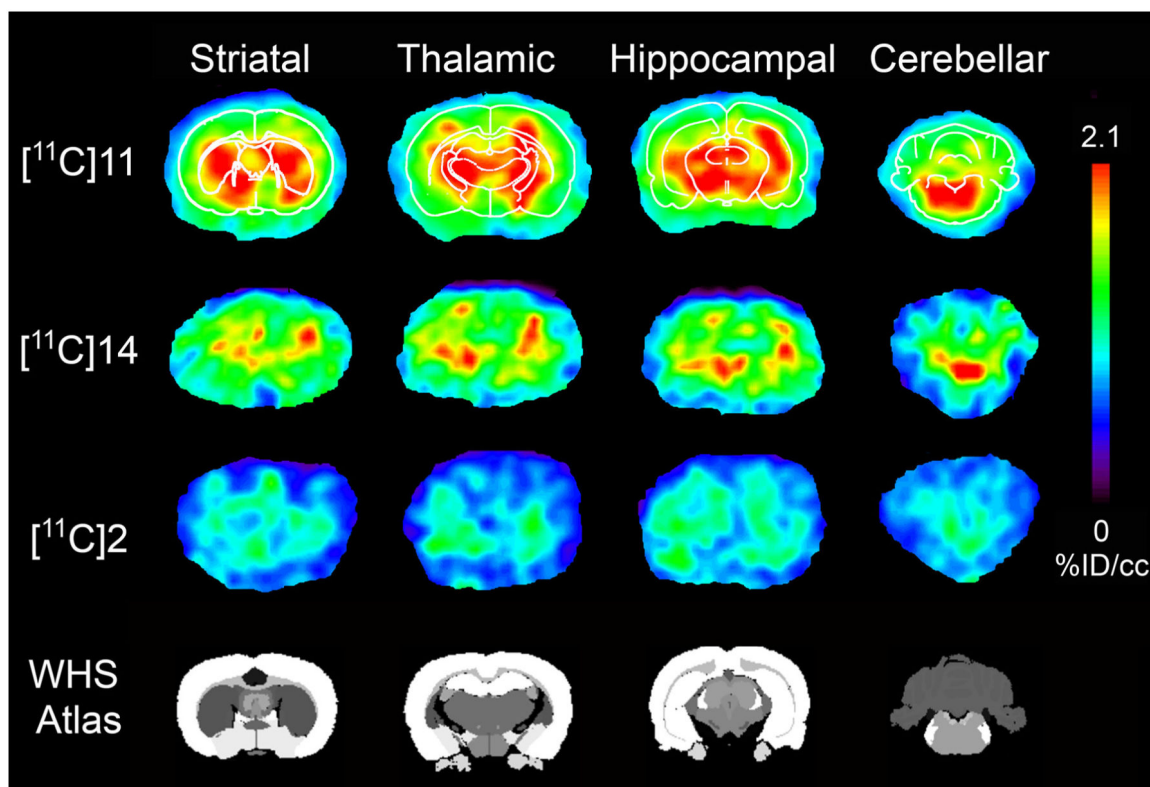 Striatal Thalamic Hippocampal Cerebellar
[¹¹C]11
2.1
[¹¹C]14
[¹¹C]2
0
%ID/cc
WHS
Atlas